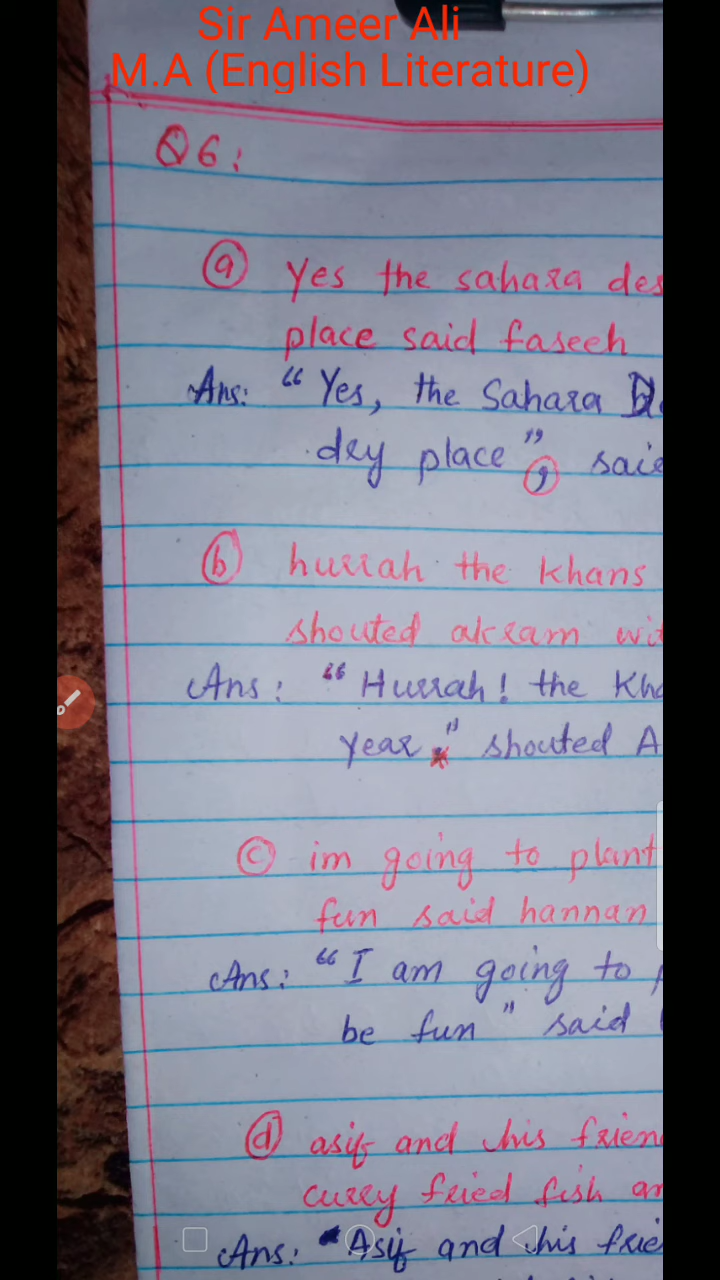 Sir Ameer Ali
M.A (English Literature)
Q6:
(a) Yes the sahara des
place said faseeh
Ans: "Yes, the Sahara
dry place", said
(b) hurrah the khans
shouted akram wit
Ans: "Hurrah! the Kha
year" shouted A
(c) im going to plant
fun said hannan
Ans: "I am going to
be fun" said
(d) asif and his frien
curry fried fish an
Ans: "Asif and his frie